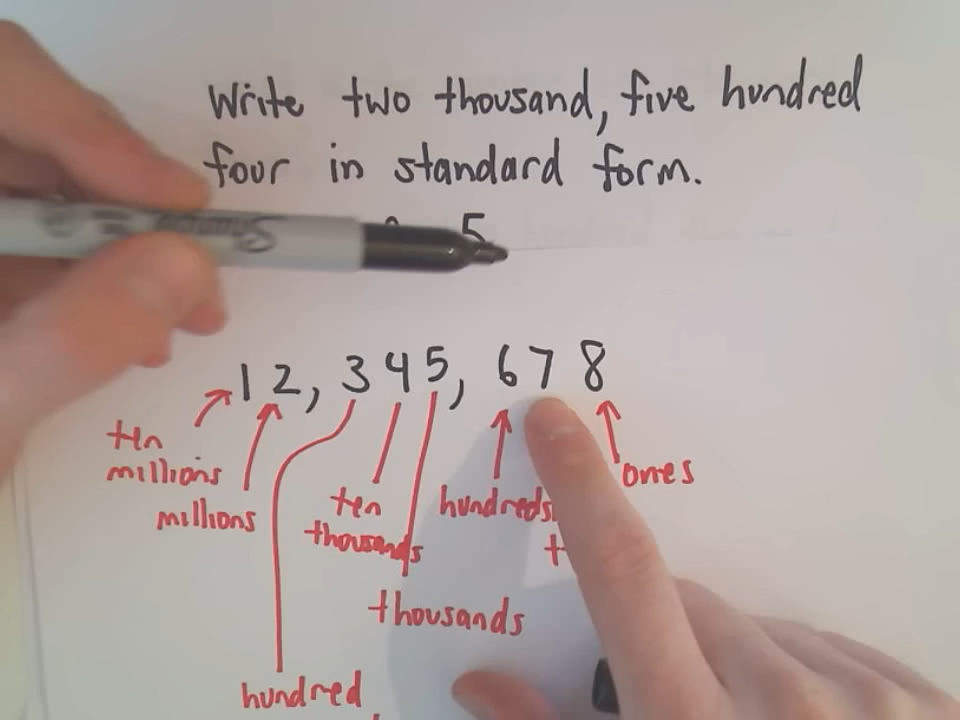 Write two thousand, five hundred
four in standard form.
5
Sharpie
12, 345, 678
ten
millions
millions
ten
thousands
thousands
hundred
hundreds
ones